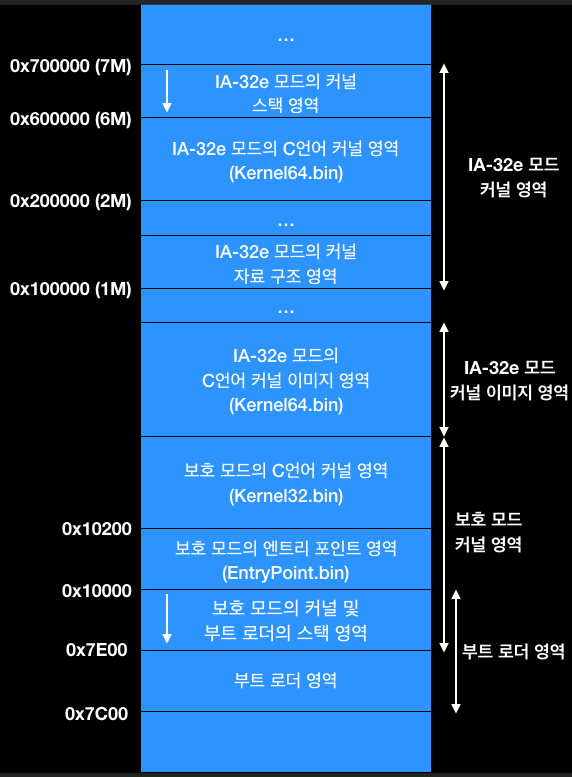 ...
0x700000 (7M)
IA-32e 모드의 커널
스택 영역
0x600000 (6M)
IA-32e 모드의 C언어 커널 영역
(Kernel64.bin)
IA-32e 모드
커널 영역
0x200000 (2M)
...
IA-32e 모드의 커널
자료 구조 영역
0x100000 (1M)
...
IA-32e 모드의
C언어 커널 이미지 영역
(Kernel64.bin)
IA-32e 모드
커널 이미지 영역
보호 모드의 C언어 커널 영역
(Kernel32.bin)
보호 모드
커널 영역
0x10200
보호 모드의 엔트리 포인트 영역
(EntryPoint.bin)
0x10000
보호 모드의 커널 및
부트 로더의 스택 영역
0x7E00
부트 로더 영역
부트 로더 영역
0x7C00